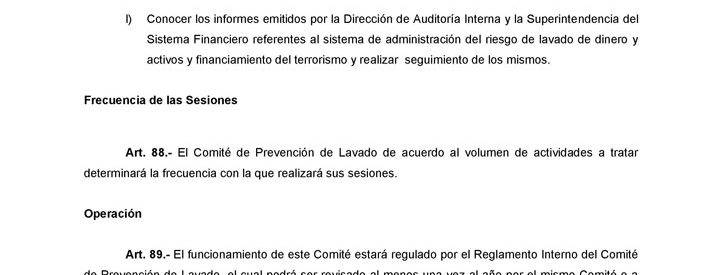 l) Conocer los informes emitidos por la Dirección de Auditoría Interna y la Superintendencia del
Sistema Financiero referentes al sistema de administración del riesgo de lavado de dinero y
activos y financiamiento del terrorismo y realizar seguimiento de los mismos.
Frecuencia de las Sesiones
Art. 88.- El Comité de Prevención de Lavado de acuerdo al volumen de actividades a tratar
determinará la frecuencia con la que realizará sus sesiones.
Operación
Art. 89.- El funcionamiento de este Comité estará regulado por el Reglamento Interno del Comité
de Prevención de Lavado, el cual podrá ser revisado al menos una vez al año por el mismo Comité o a